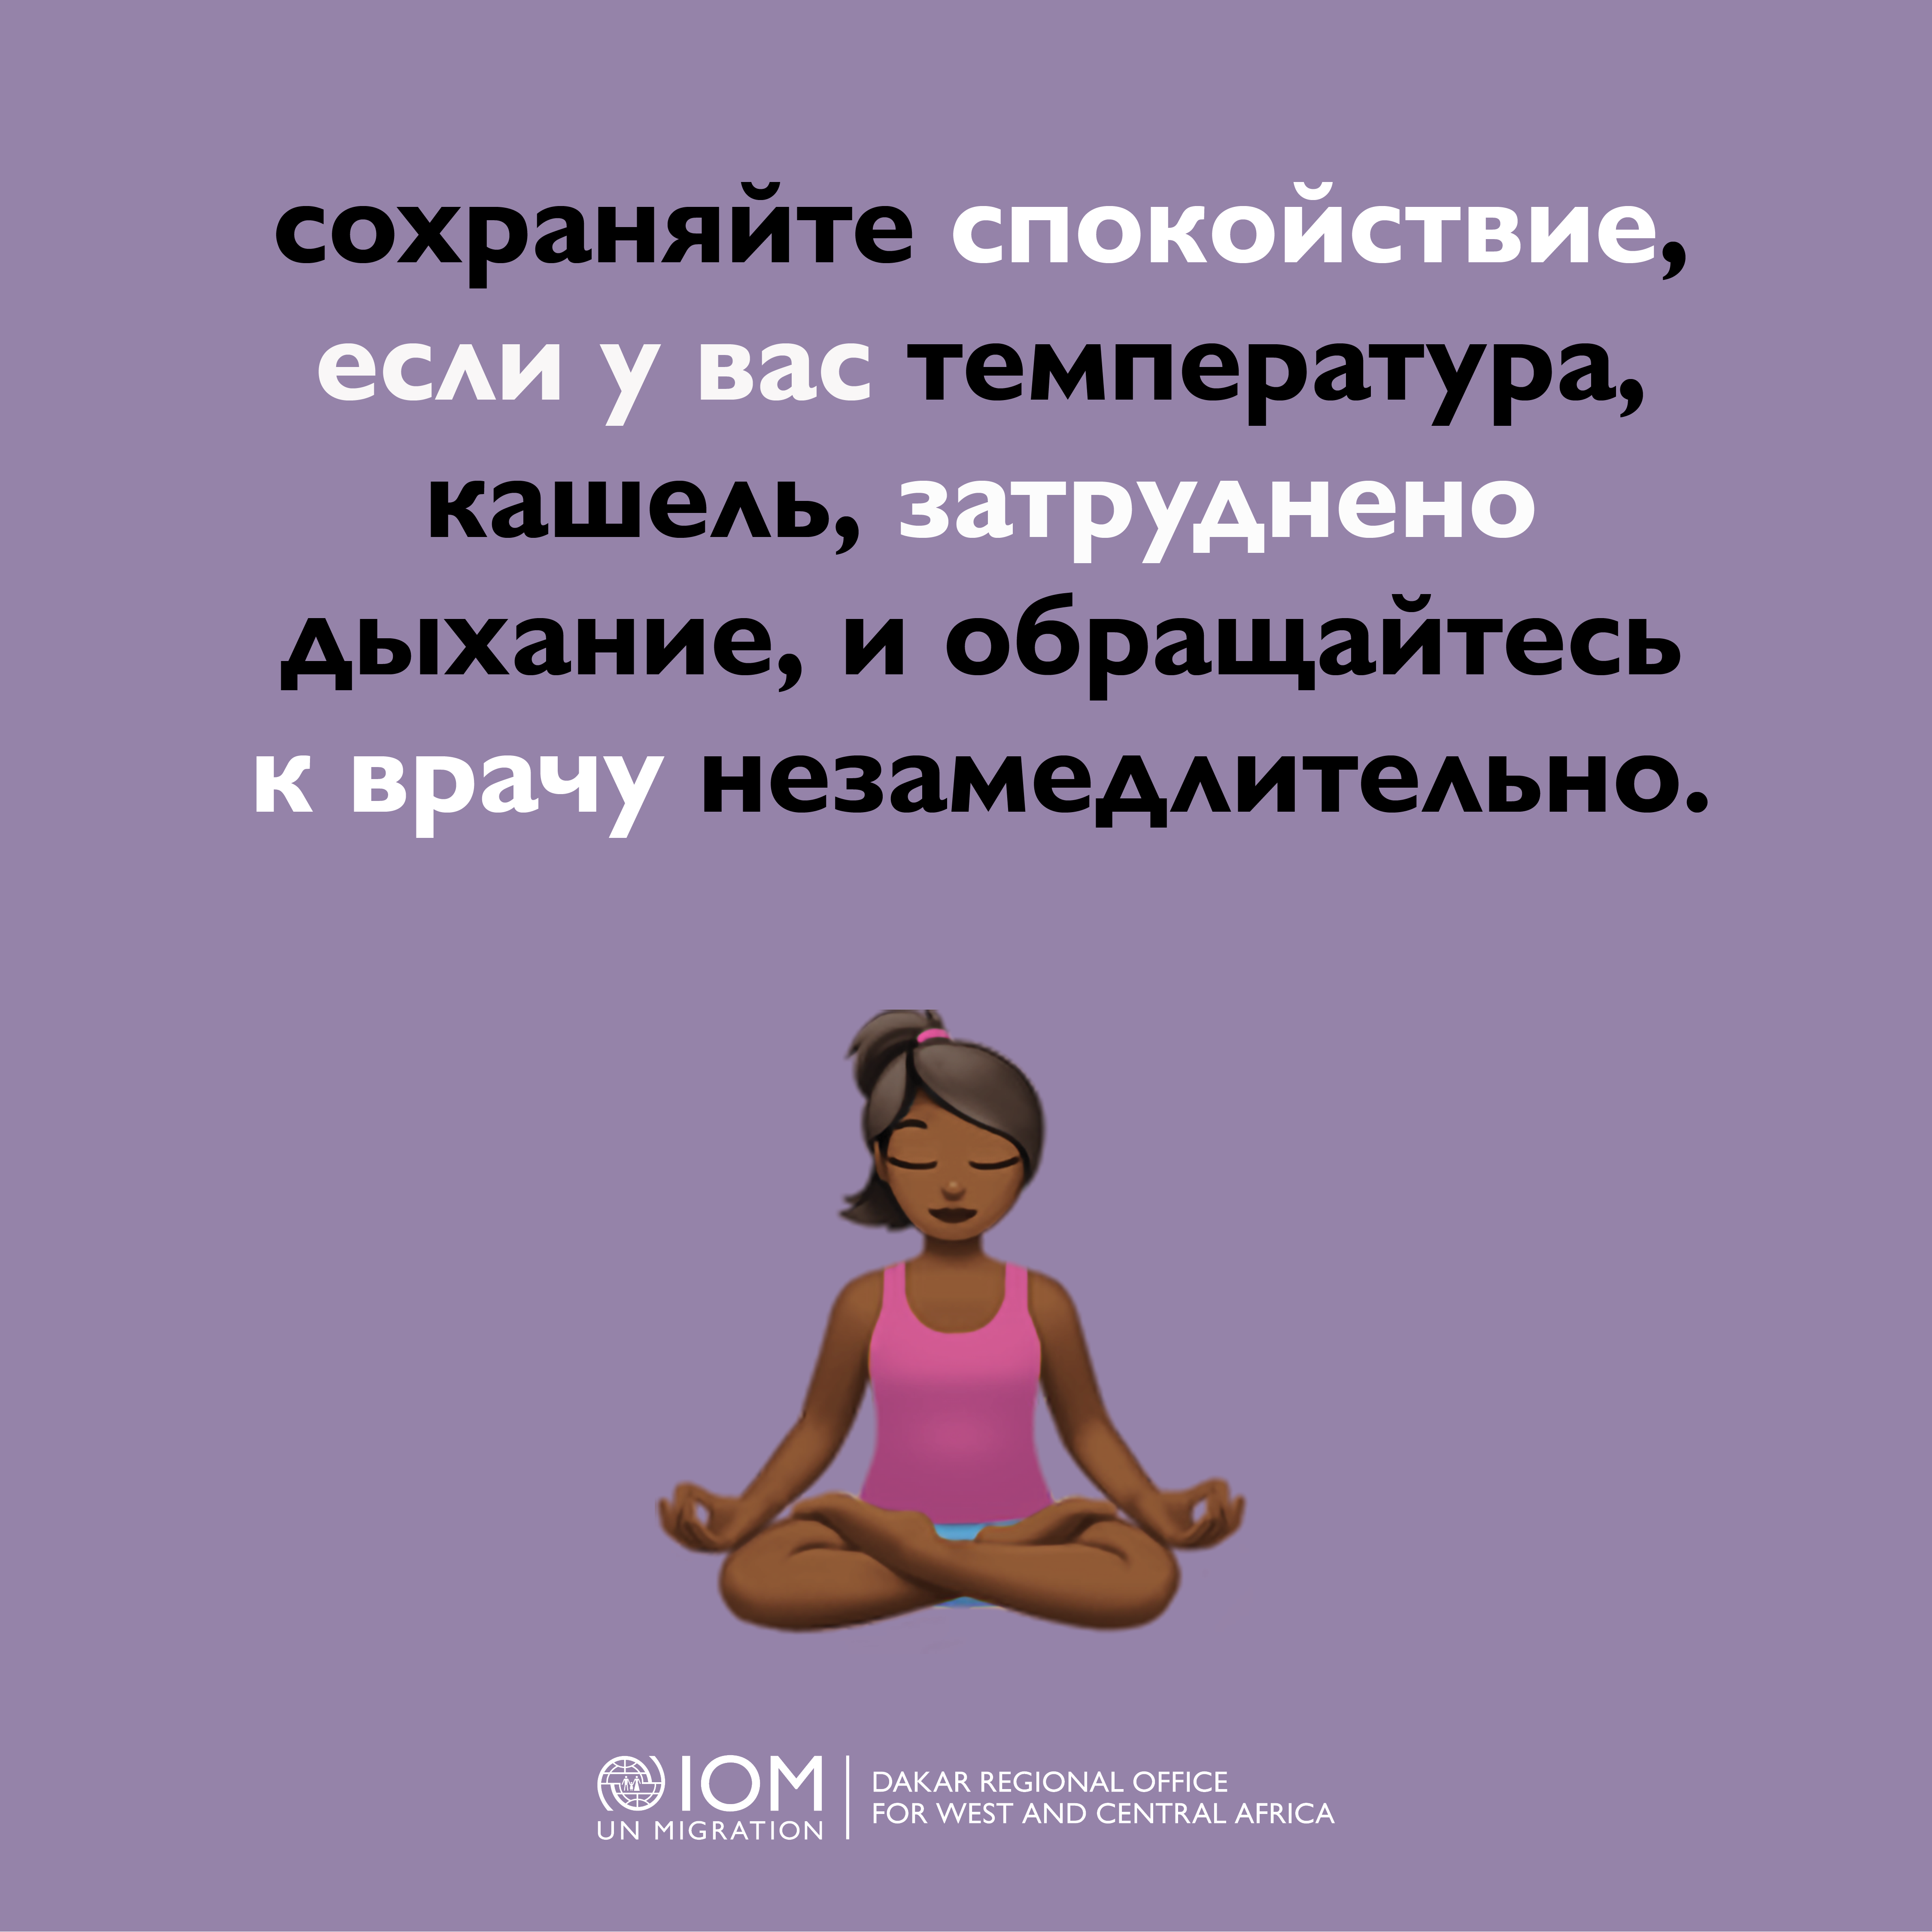 сохраняйте спокойствие,
если у вас температура,
кашель, затруднено
дыхание, и обращайтесь
к врачу незамедлительно.
IOM
UN MIGRATION
DAKAR REGIONAL OFFICE
FOR WEST AND CENTRAL AFRICA